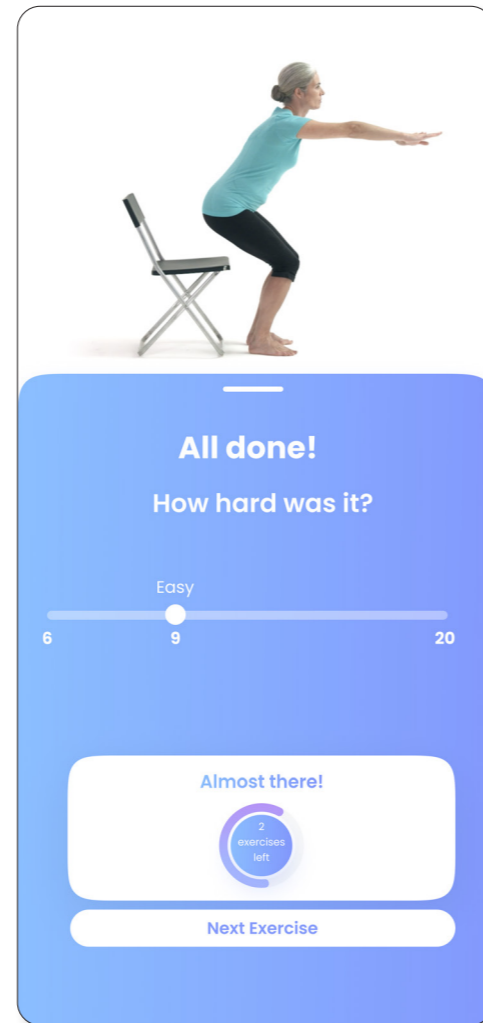 All done!
How hard was it?
Easy
6 9 20
Almost there!
2
exercises
left
Next Exercise